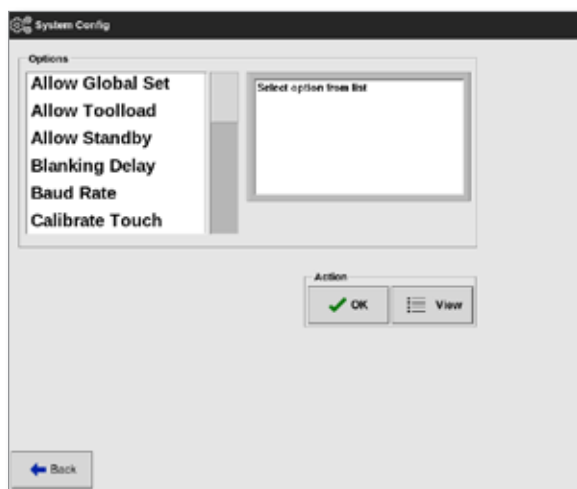 System Config
Options
Allow Global Set
Allow Toolload
Allow Standby
Blanking Delay
Baud Rate
Calibrate Touch
Select option from list
Action
OK
View
Back